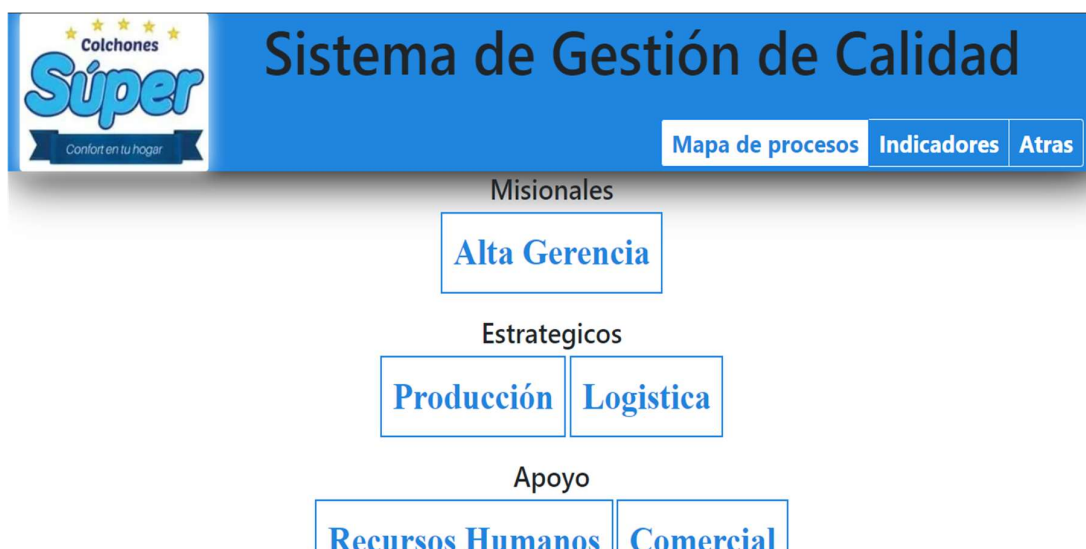 Colchones
Súper
Confort en tu hogar
Sistema de Gestión de Calidad
Mapa de procesos Indicadores Atras
Misionales
Alta Gerencia
Estrategicos
Producción Logistica
Apoyo
Recursos Humanos Comercial